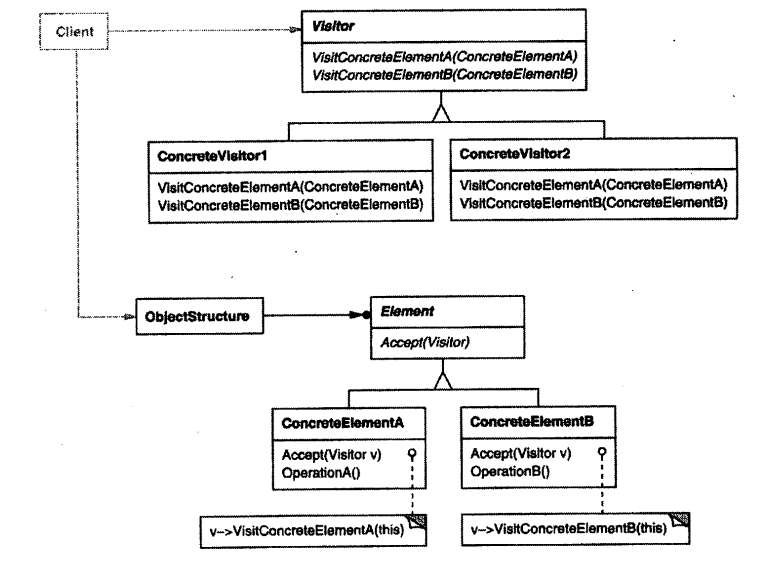 Client
Visitor
VisitConcreteElementA(ConcreteElementA)
VisitConcreteElementB(ConcreteElementB)
ConcreteVisitor1
VisitConcreteElementA(ConcreteElementA)
VisitConcreteElementB(ConcreteElementB)
ConcreteVisitor2
VisitConcreteElementA(ConcreteElementA)
VisitConcreteElementB(ConcreteElementB)
ObjectStructure
Element
Accept(Visitor)
ConcreteElementA
Accept(Visitor v)
OperationA()
ConcreteElementB
Accept(Visitor v)
OperationB()
v–>VisitConcreteElementA(this)
v–>VisitConcreteElementB(this)